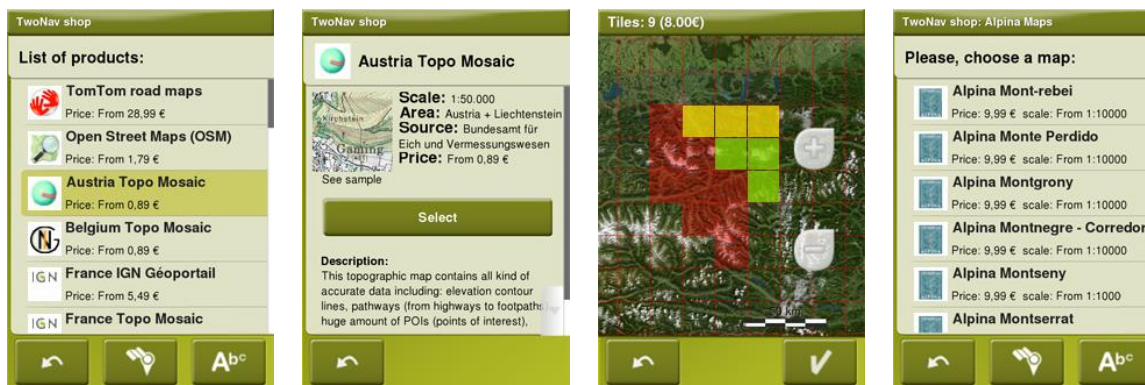 TwoNav shop
List of products:
TomTom road maps
Price: From 28,99 €
Open Street Maps (OSM)
Price: From 1,79 €
Austria Topo Mosaic
Price: From 0,89 €
Belgium Topo Mosaic
Price: From 0,89 €
IGN
France IGN Géoportail
Price: From 5,49 €
IGN
France Topo Mosaic
Abc
TwoNav shop
Austria Topo Mosaic
Kirchstein
Gaming
Scale: 1:50.000
Area: Austria + Liechtenstein
Source: Bundesamt für
Eich und Vermessungswesen
Price: From 0,89 €
See sample
Select
Description:
This topographic map contains all kind of
accurate data including: elevation contour
lines, pathways (from highways to footpaths)
huge amount of POIs (points of interest),
Tiles: 9 (8.00€)
50 km
TwoNav shop: Alpina Maps
Please, choose a map:
Alpina Mont-rebei
Price: 9,99 € scale: From 1:10000
Alpina Monte Perdido
Price: 9,99 € scale: From 1:10000
Alpina Montgrony
Price: 9,99 € scale: From 1:10000
Alpina Montnegre - Corredor
Price: 9,99 € scale: From 1:10000
Alpina Montseny
Price: 9,99 € scale: From 1:1000
Alpina Montserrat
Abc